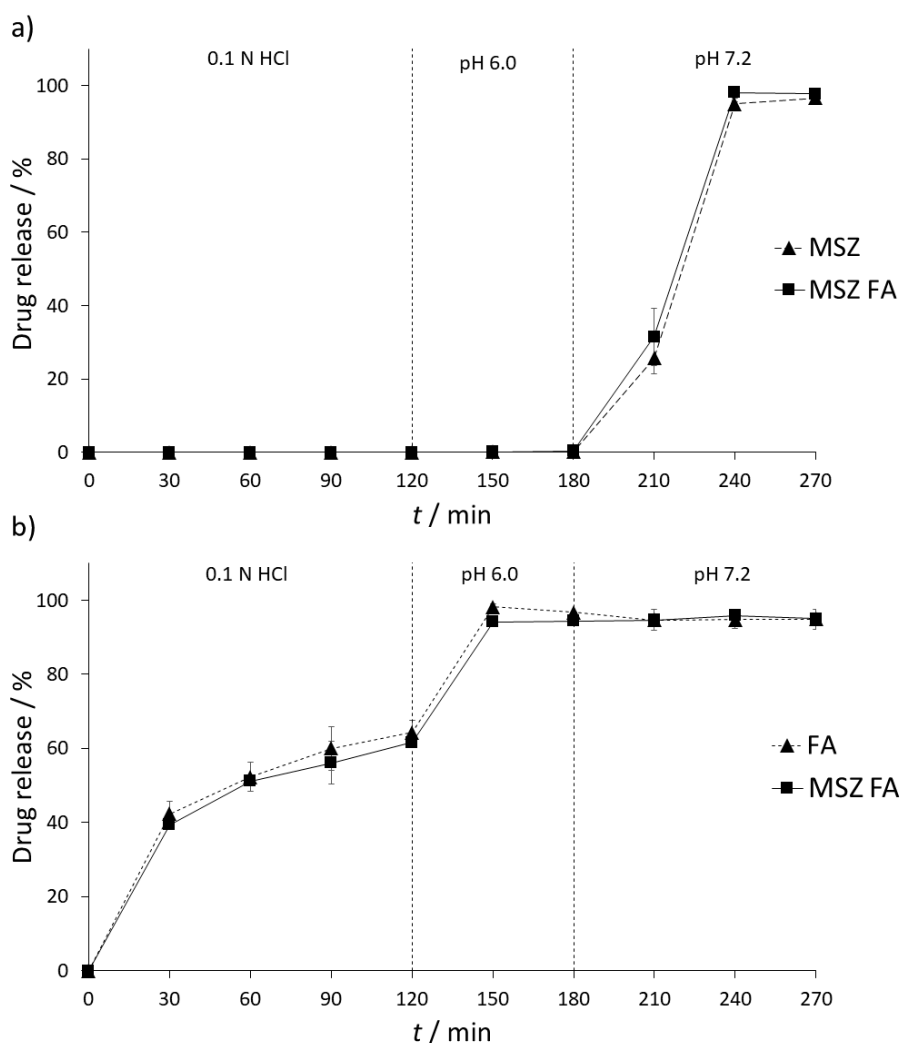 a)
0.1 N HCl
pH 6.0
pH 7.2
100
80
60
40
20
0
Drug release / %
0 30 60 90 120 150 180 210 240 270
t / min
MSZ
MSZ FA
b)
0.1 N HCl
pH 6.0
pH 7.2
100
80
60
40
20
0
Drug release / %
0 30 60 90 120 150 180 210 240 270
t / min
FA
MSZ FA